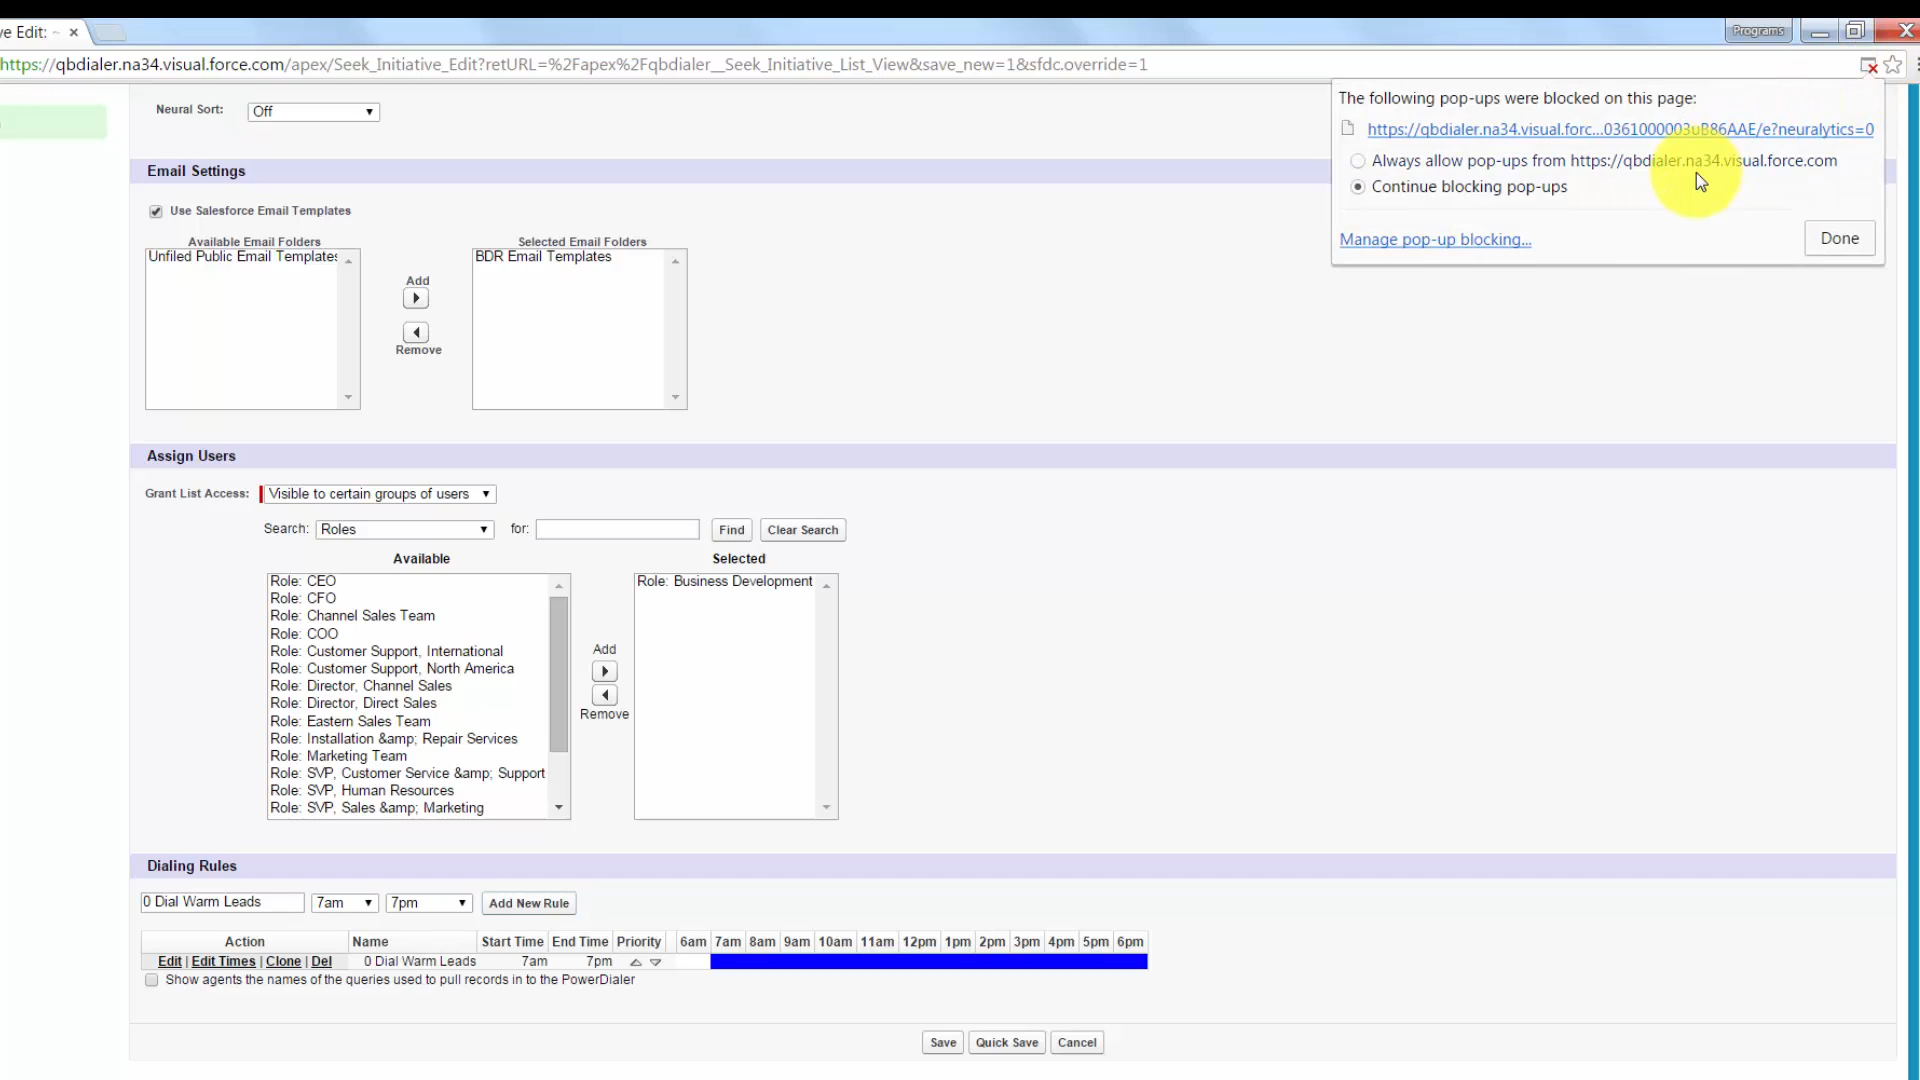 ve Edit: ~
Programs
https://qbdialer.na34.visual.force.com/apex/Seek_Initiative_Edit?retURL=%2Fapex%2Fqbdialer__Seek_Initiative_List_View&save_new=1&sfdc.override=1
The following pop-ups were blocked on this page:
https://qbdialer.na34.visual.forc...0361000003uB86AAE/e?neuralytics=0
Always allow pop-ups from https://qbdialer.na34.visual.force.com
Continue blocking pop-ups
Manage pop-up blocking...
Done
Neural Sort: Off
Email Settings
Use Salesforce Email Templates
Available Email Folders
Selected Email Folders
Unfiled Public Email Templates
BDR Email Templates
Add
Remove
Assign Users
Grant List Access: Visible to certain groups of users
Search: Roles for: Find Clear Search
Available
Selected
Role: CEO
Role: CFO
Role: Channel Sales Team
Role: COO
Role: Customer Support, International
Role: Customer Support, North America
Role: Director, Channel Sales
Role: Director, Direct Sales
Role: Eastern Sales Team
Role: Installation &amp; Repair Services
Role: Marketing Team
Role: SVP, Customer Service &amp; Support
Role: SVP, Human Resources
Role: SVP, Sales &amp; Marketing
Add
Remove
Role: Business Development
Dialing Rules
0 Dial Warm Leads 7am 7pm Add New Rule
Action Name Start Time End Time Priority 6am 7am 8am 9am 10am 11am 12pm 1pm 2pm 3pm 4pm 5pm 6pm
Edit | Edit Times | Clone | Del 0 Dial Warm Leads 7am 7pm
Show agents the names of the queries used to pull records in to the PowerDialer
Save Quick Save Cancel